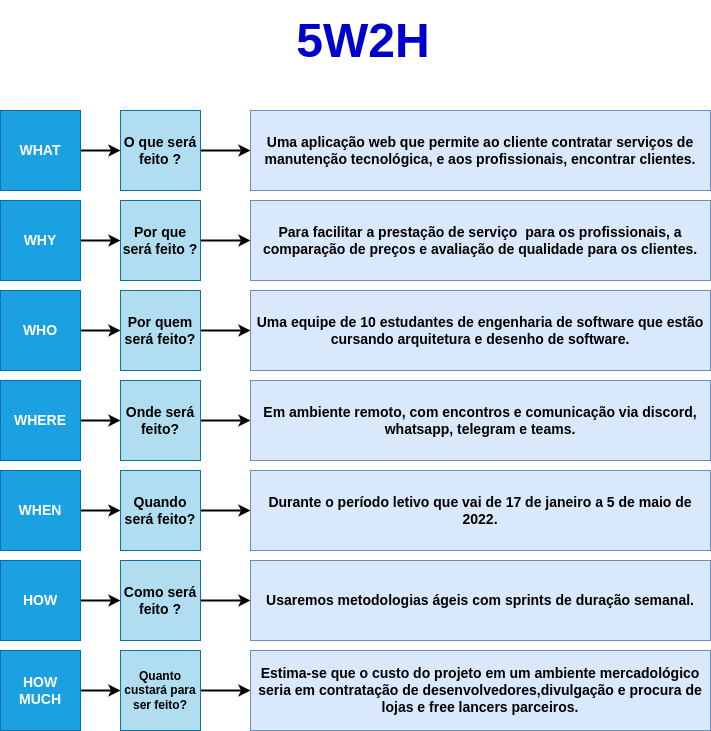 5W2H
WHAT
O que será
feito ?
Uma aplicação web que permite ao cliente contratar serviços de
manutenção tecnológica, e aos profissionais, encontrar clientes.
WHY
Por que
será feito ?
Para facilitar a prestação de serviço  para os profissionais, a
comparação de preços e avaliação de qualidade para os clientes.
WHO
Por quem
será feito?
Uma equipe de 10 estudantes de engenharia de software que estão
cursando arquitetura e desenho de software.
WHERE
Onde será
feito?
Em ambiente remoto, com encontros e comunicação via discord,
whatsapp, telegram e teams.
WHEN
Quando
será feito?
Durante o período letivo que vai de 17 de janeiro a 5 de maio de
2022.
HOW
Como será
feito ?
Usaremos metodologias ágeis com sprints de duração semanal.
HOW
MUCH
Quanto
custará para
ser feito?
Estima-se que o custo do projeto em um ambiente mercadológico
seria em contratação de desenvolvedores,divulgação e procura de
lojas e free lancers parceiros.